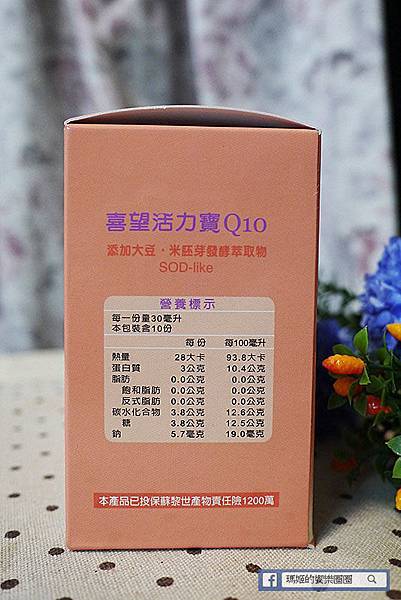 喜望活力寶Q10
添加大豆・米胚芽發酵萃取物
SOD-like
營養標示
每一份量30毫升
本包裝含10份
每份 每100毫升
熱量 28大卡 93.8大卡
蛋白質 3公克 10.4公克
脂肪 0.0公克 0.0公克
飽和脂肪 0.0公克 0.0公克
反式脂肪 0.0公克 0.0公克
碳水化合物 3.8公克 12.6公克
糖 3.8公克 12.5公克
鈉 5.7毫克 19.0毫克
本產品已投保蘇黎世產物責任險1200萬
f 瑪姬的饗樂園圈